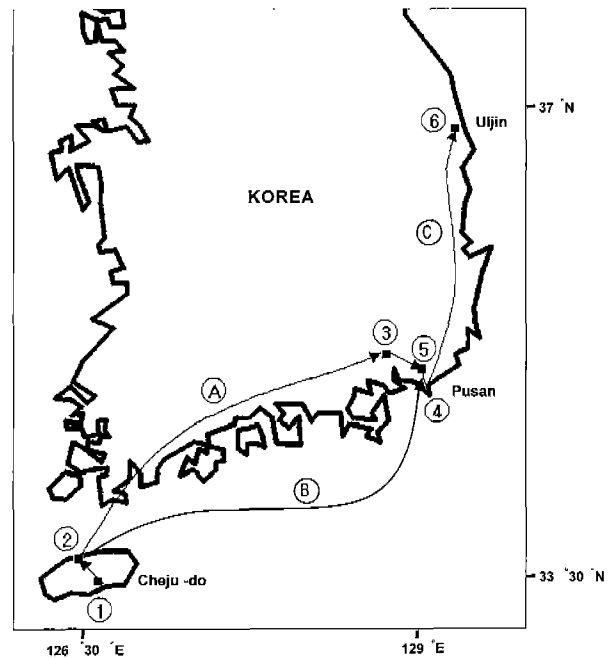 37 °N
6 Uljin
KOREA
C
3
5
A
Pusan
4
B
2
33 °30 'N
Cheju -do
1
126 °30 'E
129 °E